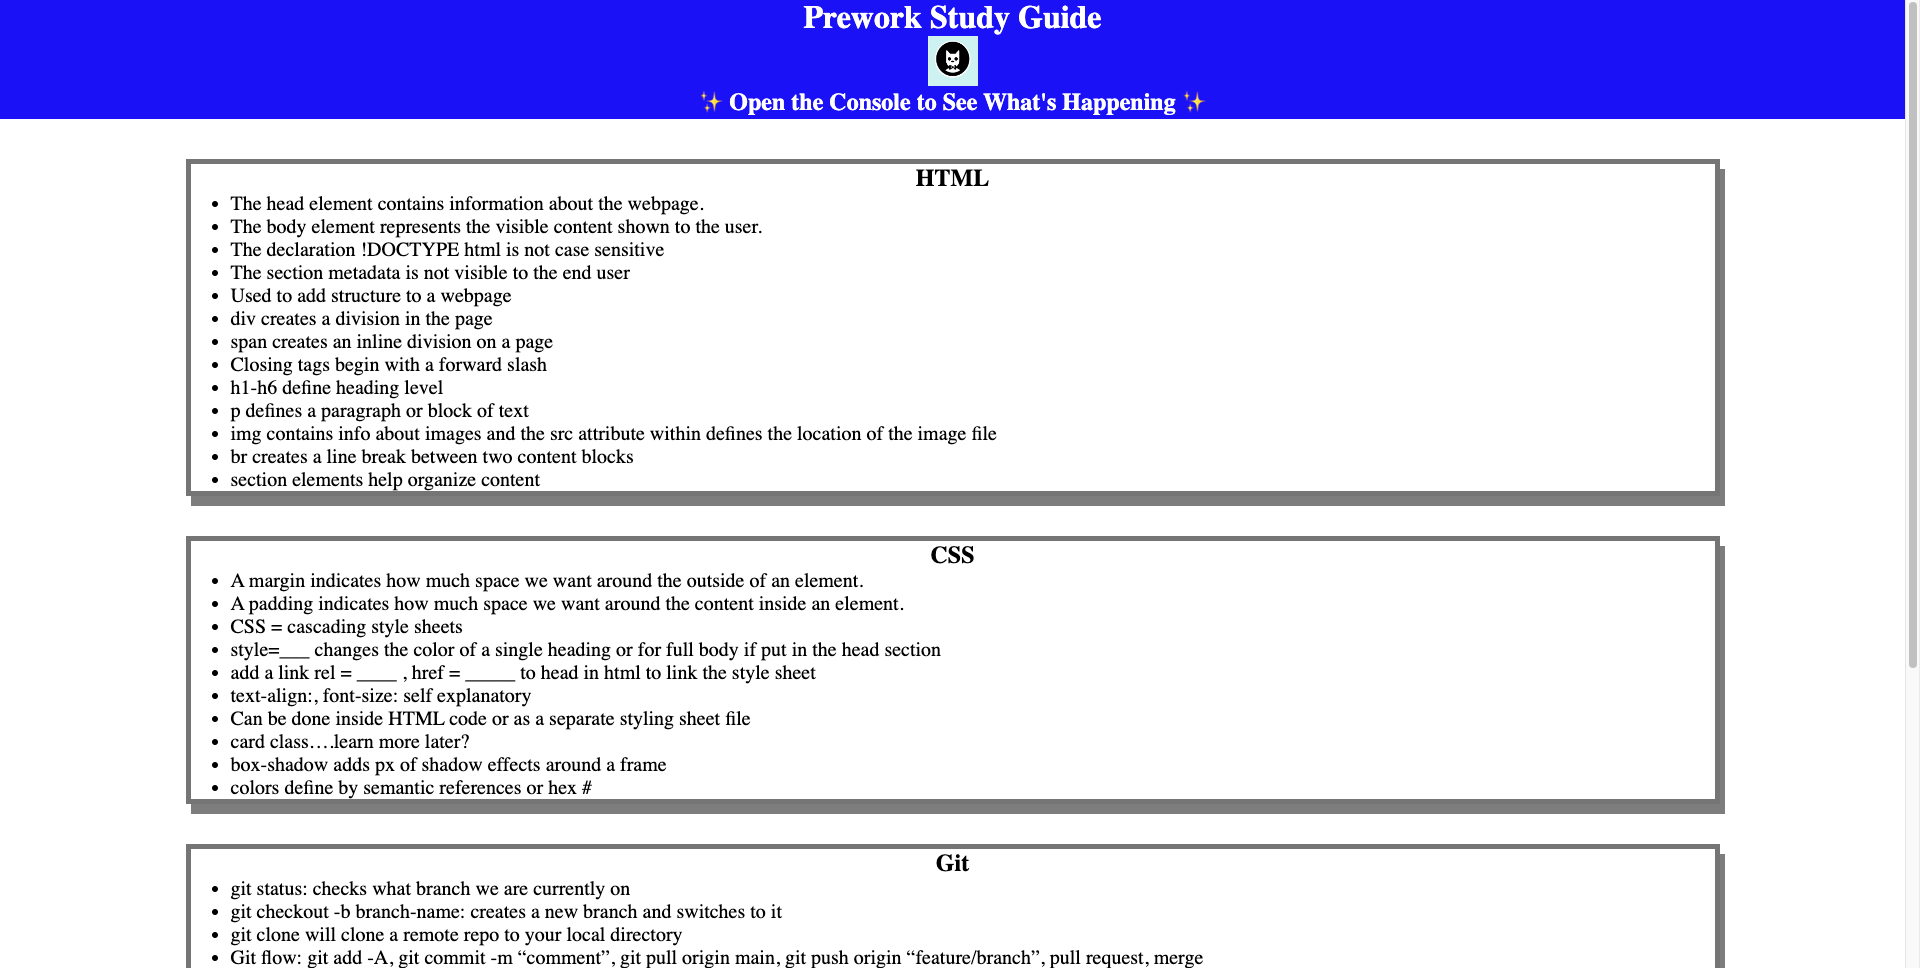 Prework Study Guide
✨ Open the Console to See What's Happening ✨
HTML
• The head element contains information about the webpage.
• The body element represents the visible content shown to the user.
• The declaration !DOCTYPE html is not case sensitive
• The section metadata is not visible to the end user
• Used to add structure to a webpage
• div creates a division in the page
• span creates an inline division on a page
• Closing tags begin with a forward slash
• h1-h6 define heading level
• p defines a paragraph or block of text
• img contains info about images and the src attribute within defines the location of the image file
• br creates a line break between two content blocks
• section elements help organize content
CSS
• A margin indicates how much space we want around the outside of an element.
• A padding indicates how much space we want around the content inside an element.
• CSS = cascading style sheets
• style=___ changes the color of a single heading or for full body if put in the head section
• add a link rel = ____ , href = _____ to head in html to link the style sheet
• text-align:, font-size: self explanatory
• Can be done inside HTML code or as a separate styling sheet file
• card class….learn more later?
• box-shadow adds px of shadow effects around a frame
• colors define by semantic references or hex #
Git
• git status: checks what branch we are currently on
• git checkout -b branch-name: creates a new branch and switches to it
• git clone will clone a remote repo to your local directory
• Git flow: git add -A, git commit -m “comment”, git pull origin main, git push origin “feature/branch”, pull request, merge